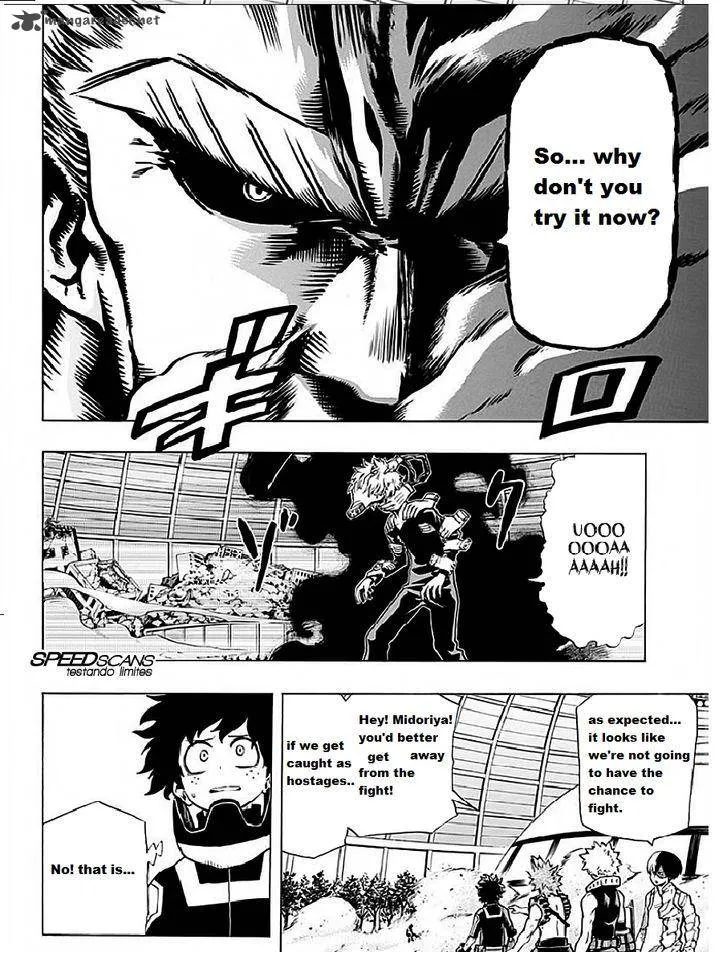 mangareader.net
So... why
don't you
try it now?
ギロ
UOOO
OOOAA
AAAAH!!
SPEEDSCANS
testando limites
as expected...
it looks like
we're not going
to have the
chance to
fight.
Hey! Midoriya!
you'd better
get away
from the
fight!
if we get
caught as
hostages..
No! that is...